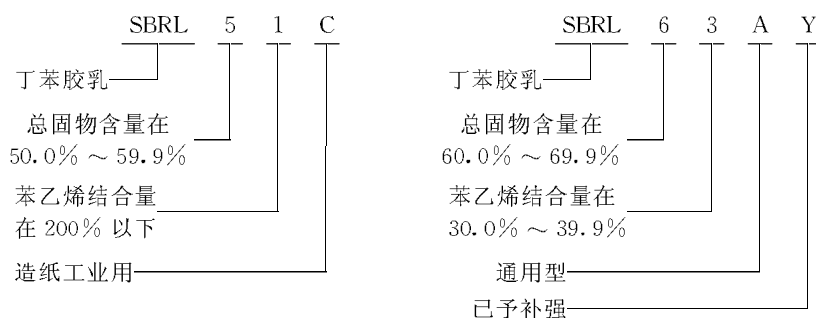 SBRL 5 1 C
丁苯胶乳
总固物含量在
50.0% ~ 59.9%
苯乙烯结合量
在 200% 以下
造纸工业用
SBRL 6 3 A Y
丁苯胶乳
总固物含量在
60.0% ~ 69.9%
苯乙烯结合量在
30.0% ~ 39.9%
通用型
已予补强